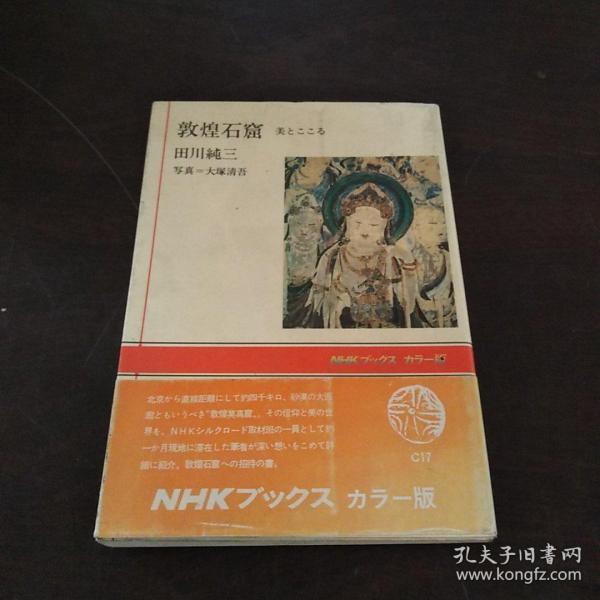 敦煌石窟 美とこころ
田川純三
写真=大塚清吾
NHKブックス カラー版
北京から直線距離にして約四千キロ、砂漠の大画
廊ともいうべき"敦煌莫高窟"。その信仰と美の世
界を、NHKシルクロード取材班の一員として約
一か月現地に滞在した筆者が深い想いをこめて詳
細に紹介。敦煌石窟への招待の書。
C17
NHKブックス カラー版
孔夫子旧书网
www.kongfz.com